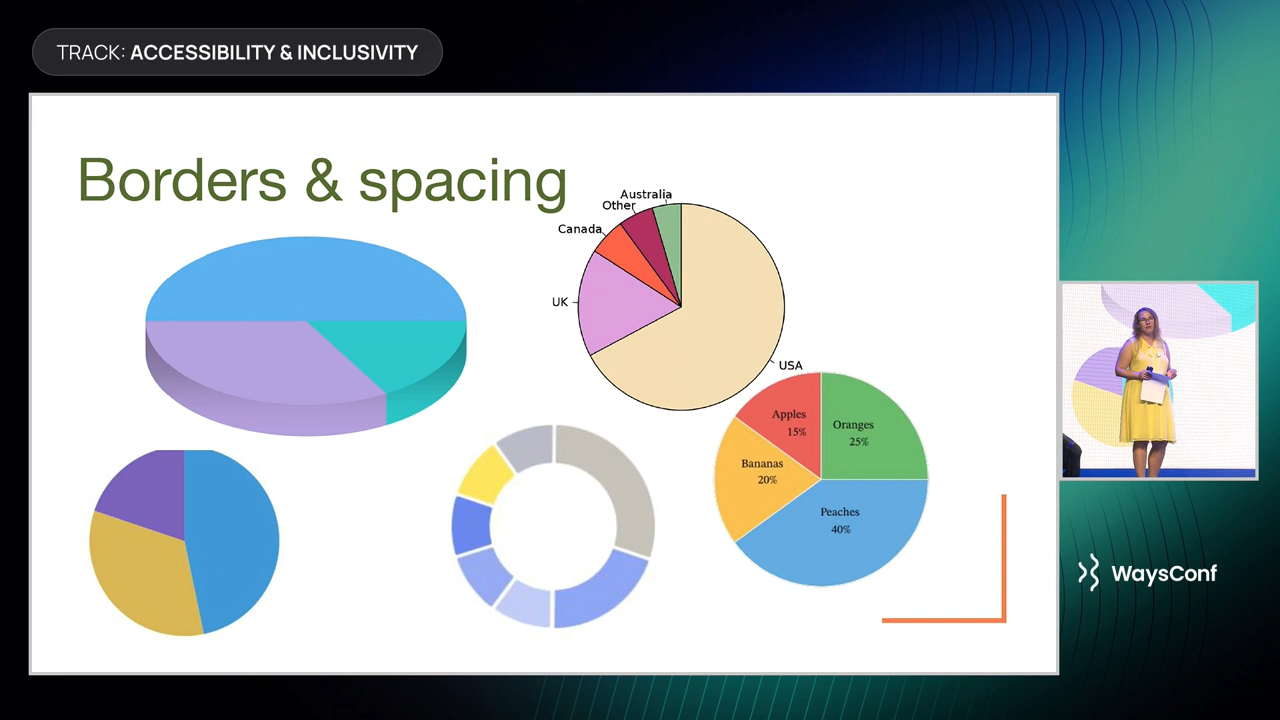 TRACK: ACCESSIBILITY & INCLUSIVITY
Borders & spacing
Australia
Other
Canada
UK
USA
Apples
15%
Oranges
25%
Bananas
20%
Peaches
40%
WaysConf